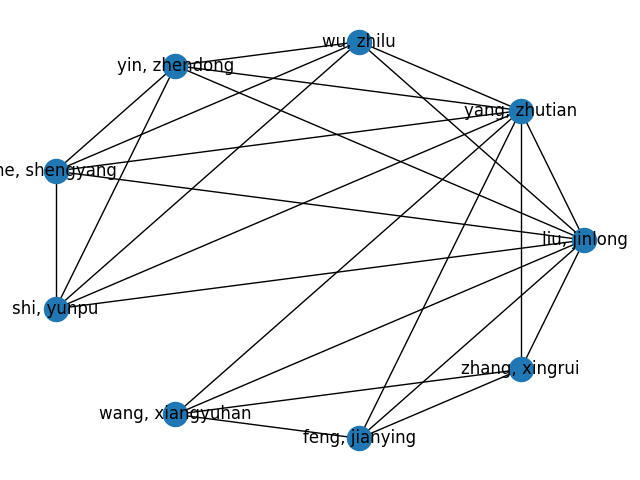 wu, zhilu
yin, zhendong
yang, zhutian
he, shengyang
liu, jinlong
shi, yunpu
zhang, xingrui
wang, xiangyuhan
feng, jianying